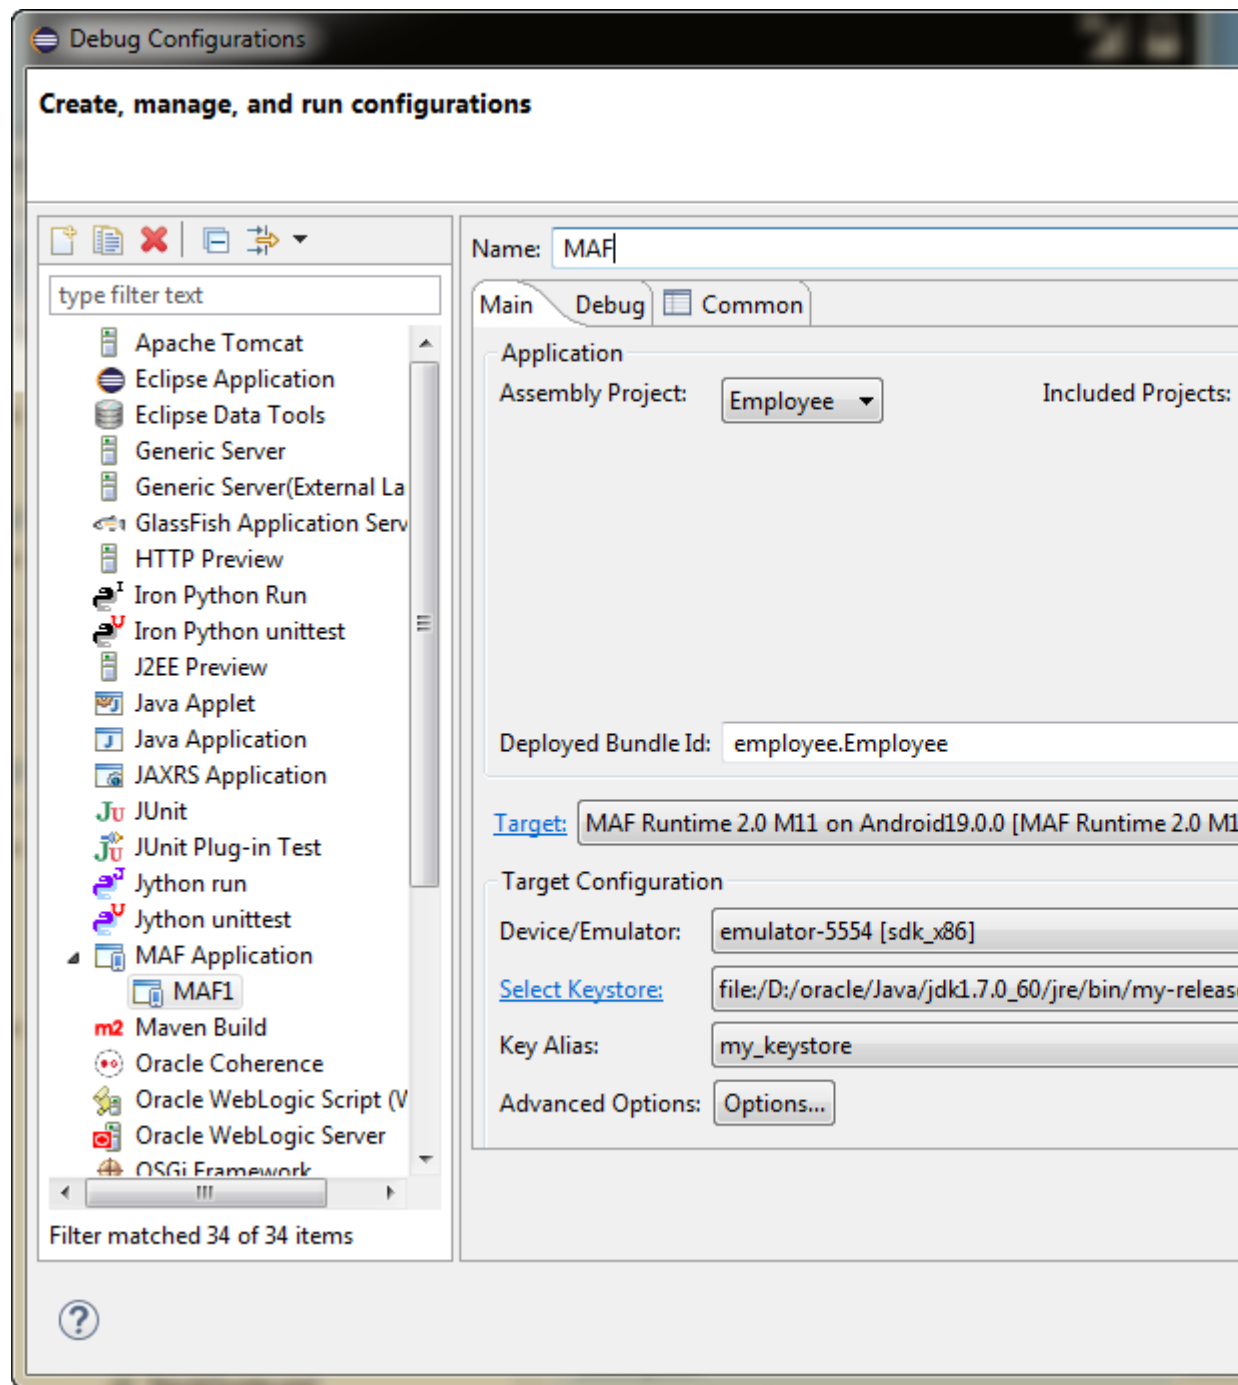 Debug Configurations
Create, manage, and run configurations
type filter text
Apache Tomcat
Eclipse Application
Eclipse Data Tools
Generic Server
Generic Server(External La
GlassFish Application Serv
HTTP Preview
Iron Python Run
Iron Python unittest
J2EE Preview
Java Applet
Java Application
JAXRS Application
JUnit
JUnit Plug-in Test
Jython run
Jython unittest
MAF Application
MAF1
m2 Maven Build
Oracle Coherence
Oracle WebLogic Script (W
Oracle WebLogic Server
OSGi Framework
Filter matched 34 of 34 items
Name: MAF
Main Debug Common
Application
Assembly Project: Employee Included Projects:
Deployed Bundle Id: employee.Employee
Target: MAF Runtime 2.0 M11 on Android19.0.0 [MAF Runtime 2.0 M1
Target Configuration
Device/Emulator: emulator-5554 [sdk_x86]
Select Keystore: file:/D:/oracle/Java/jdk1.7.0_60/jre/bin/my-releas
Key Alias: my_keystore
Advanced Options: Options...